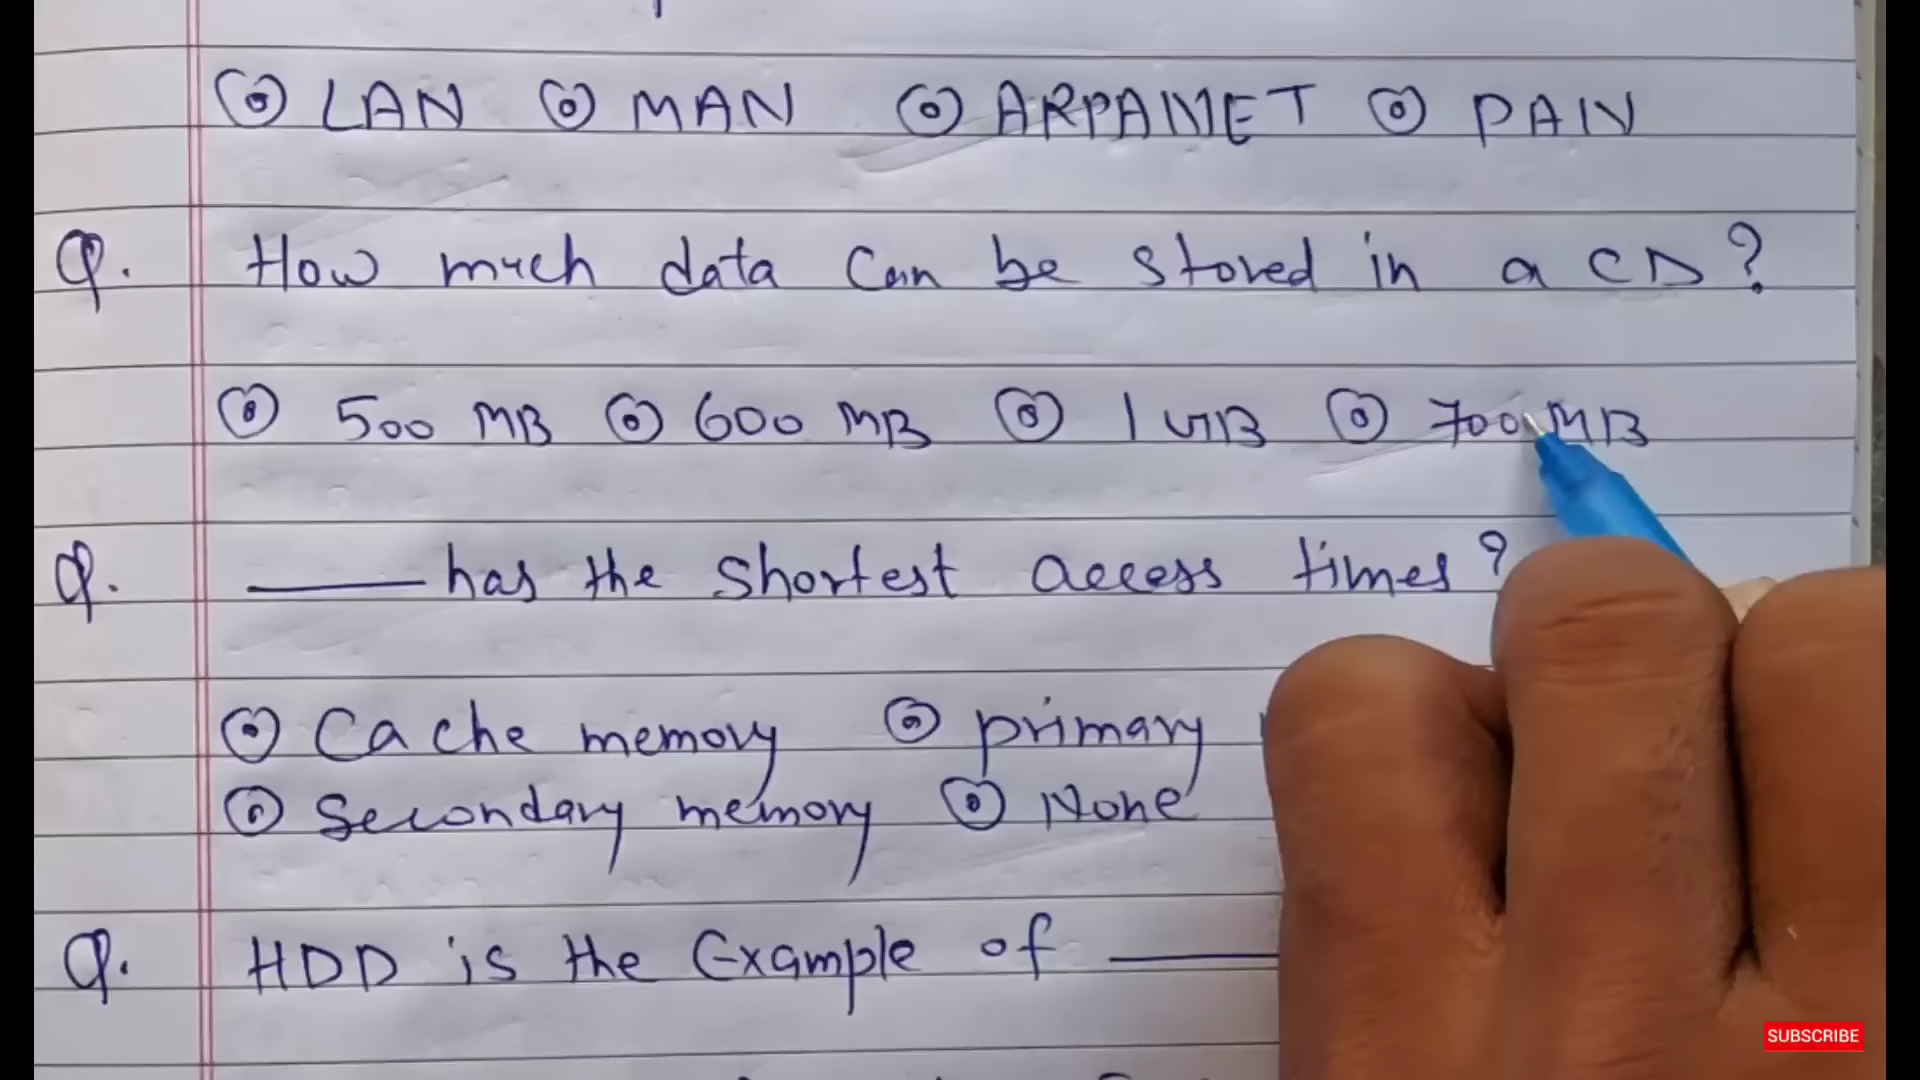 ⊙ LAN ⊙ MAN ⊙ ARPANET ⊙ PAN
Q. How much data can be stored in a CD?
⊙ 500 MB ⊙ 600 MB ⊙ 1 GB ⊙ 700 MB
Q. ____ has the shortest access times?
⊙ Cache memory ⊙ primary
⊙ Secondary memory ⊙ None
Q. HDD is the Example of ____
SUBSCRIBE